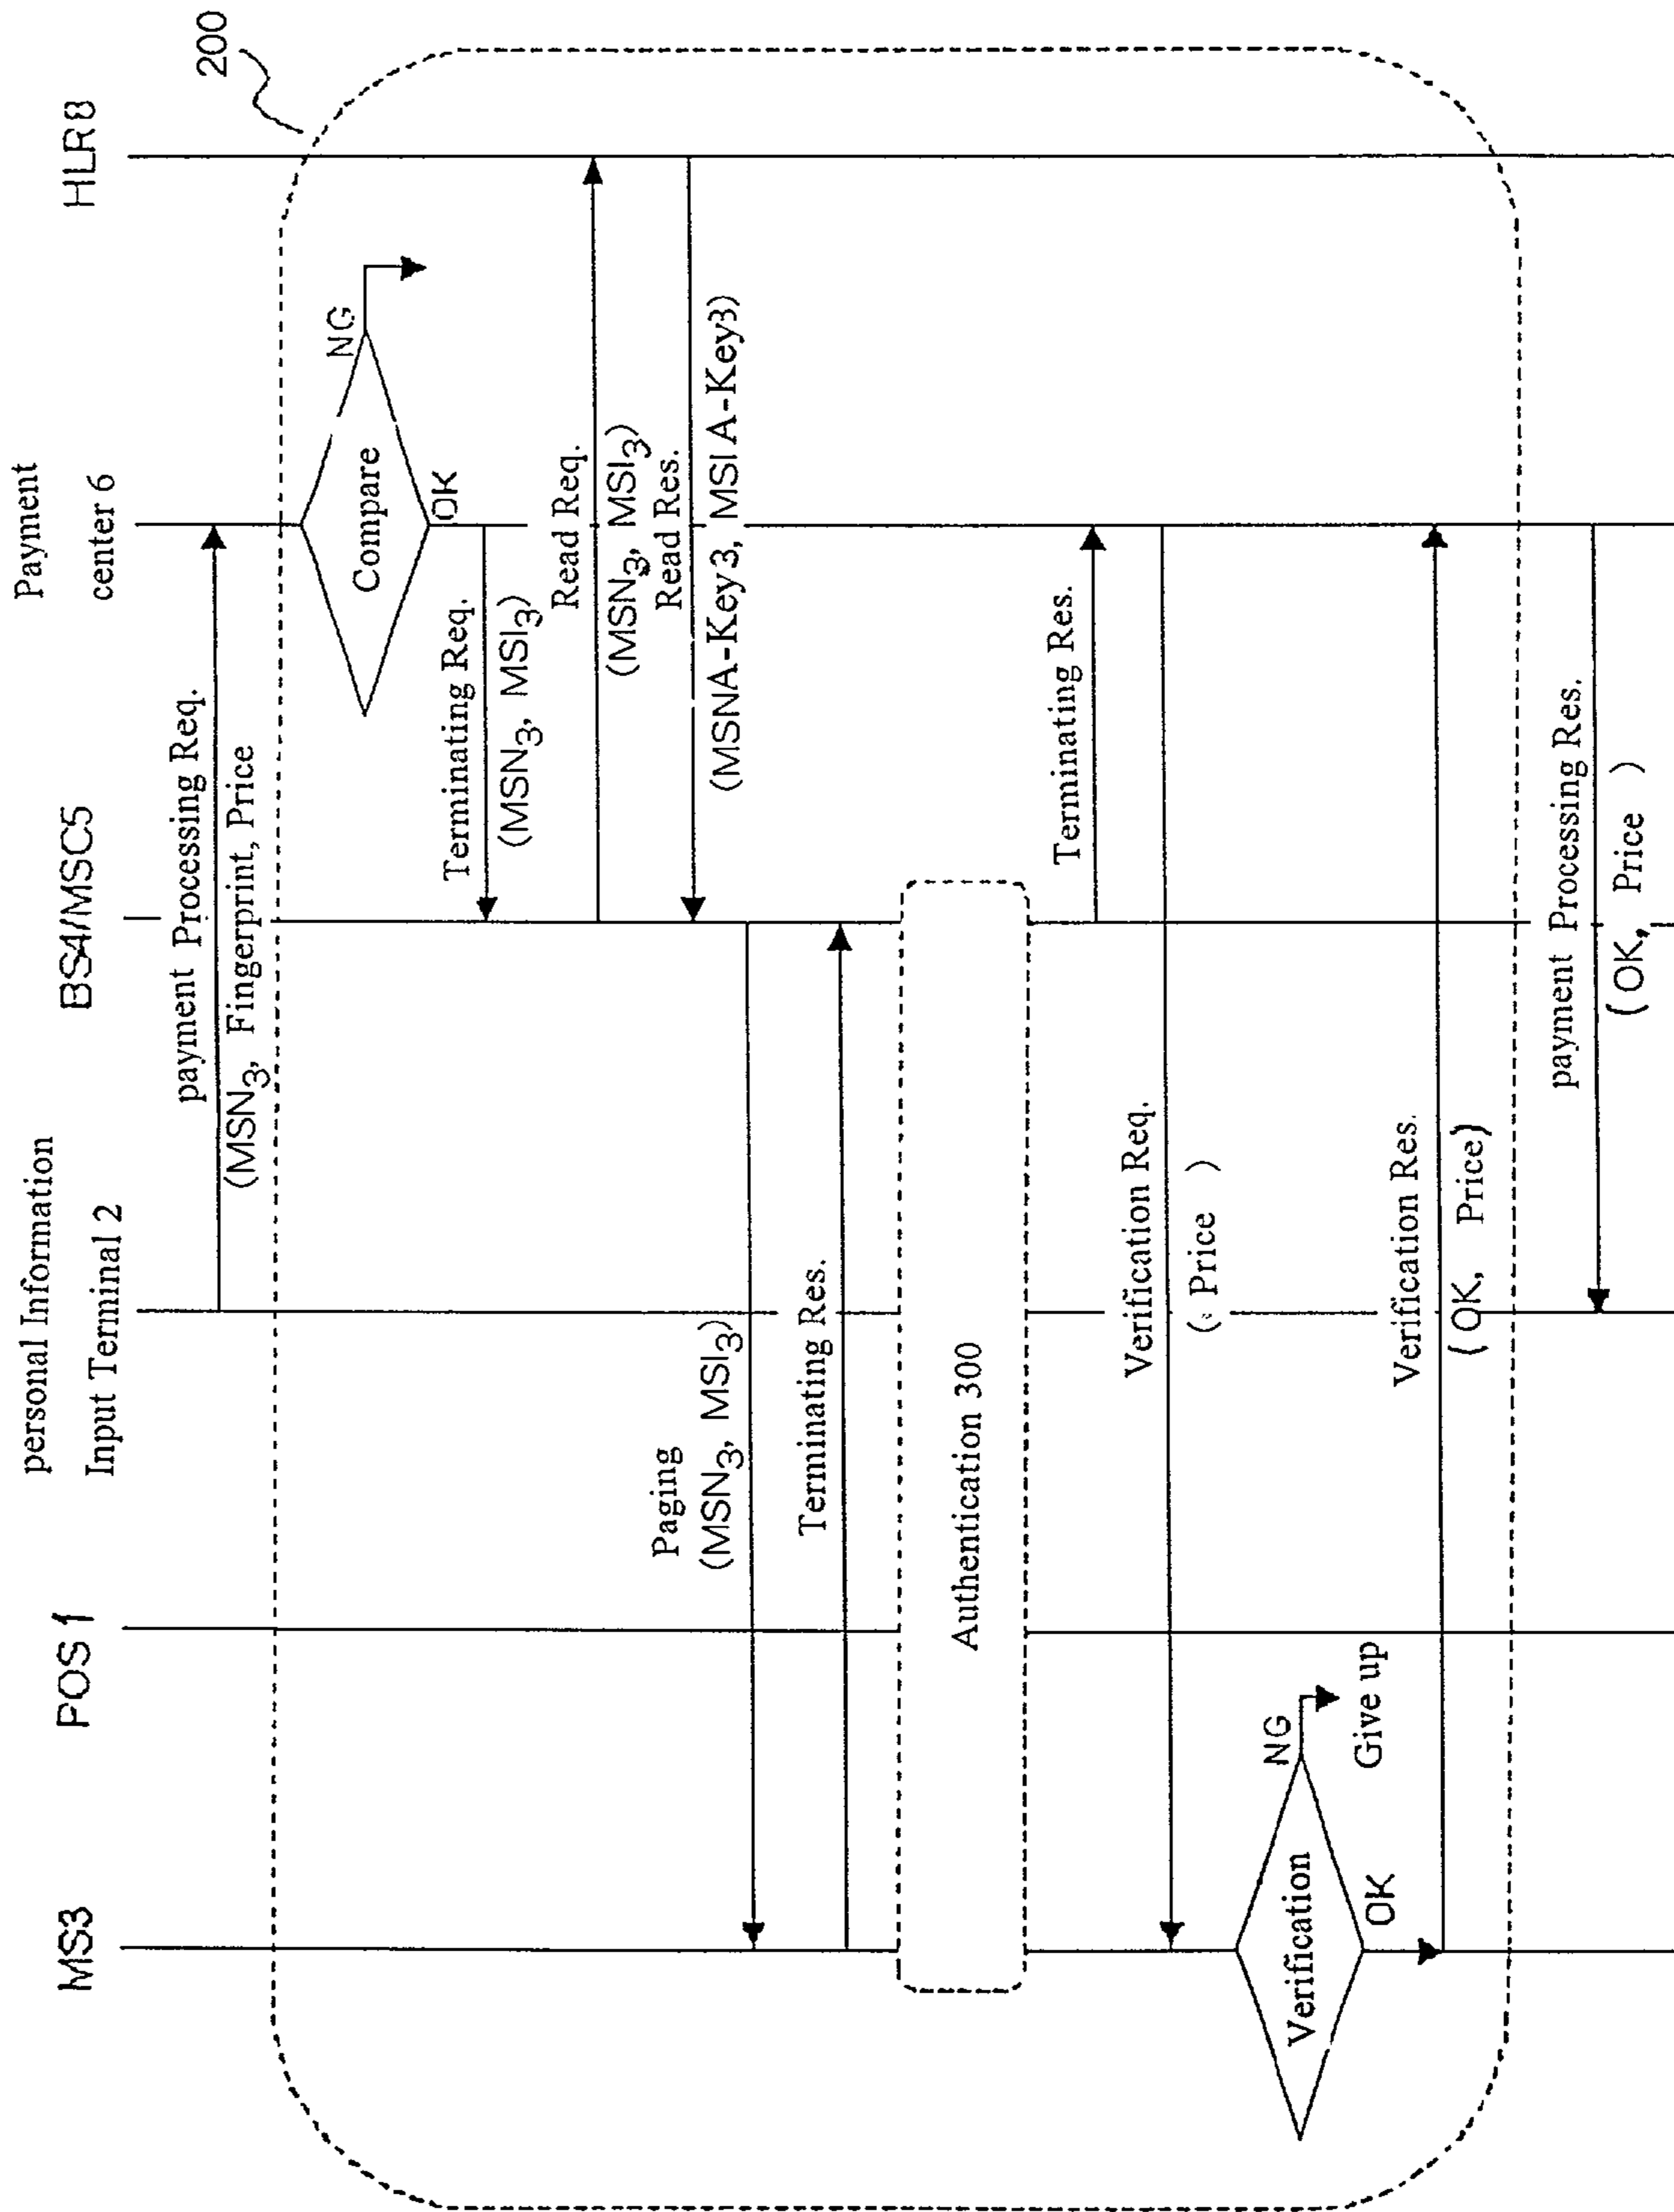 200
MS3
POS 1
personal Information
Input Terminal 2
BS4/MSC5
Payment
center 6
HLR8
payment Processing Req.
(MSN3, Fingerprint, Price
Compare
NG
OK
Terminating Req.
(MSN3, MSI3)
Read Req.
(MSN3, MSI3)
Read Res.
(MSNA-Key3, MSIA-Key3)
Paging
(MSN3, MSI3)
Terminating Res.
Authentication 300
Terminating Res.
Verification Req.
( Price )
Verification
NG
Give up
OK
Verification Res.
(OK, Price)
payment Processing Res.
( OK, Price )